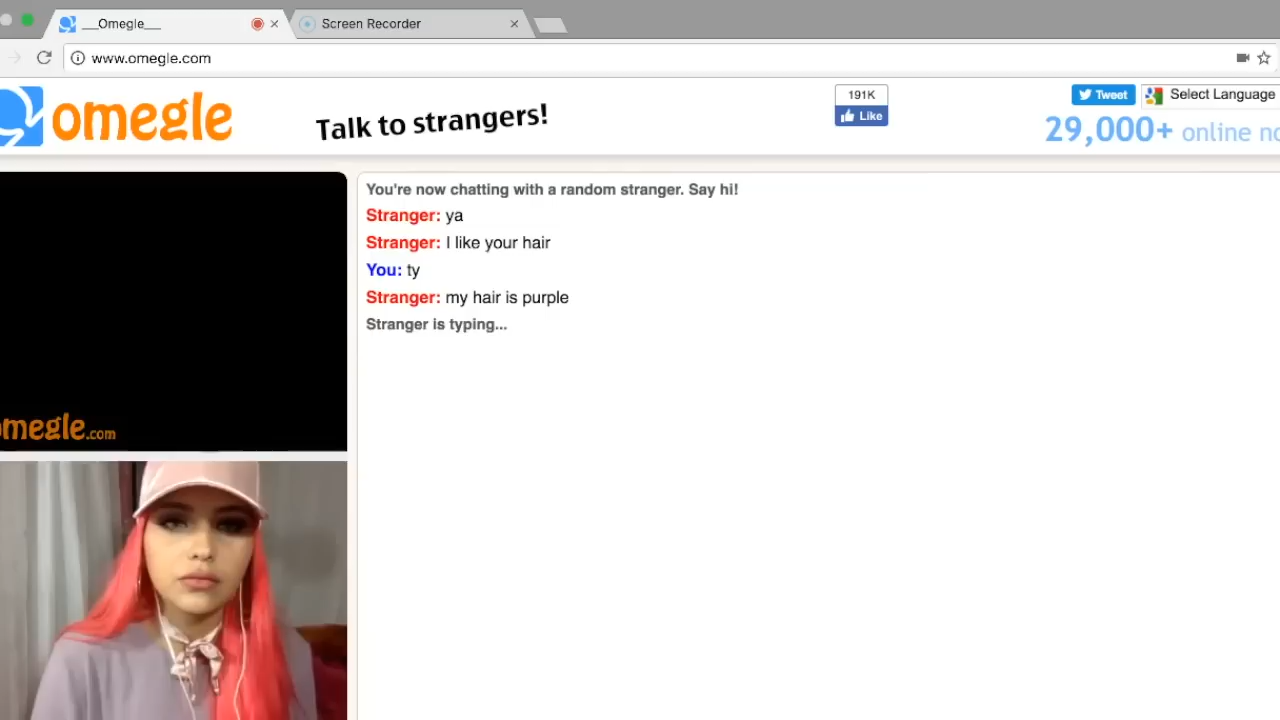 __Omegle__
Screen Recorder
www.omegle.com
omegle
Talk to strangers!
191K
Like
Tweet
Select Language
29,000+ online no
You're now chatting with a random stranger. Say hi!
Stranger: ya
Stranger: I like your hair
You: ty
Stranger: my hair is purple
Stranger is typing...
omegle.com